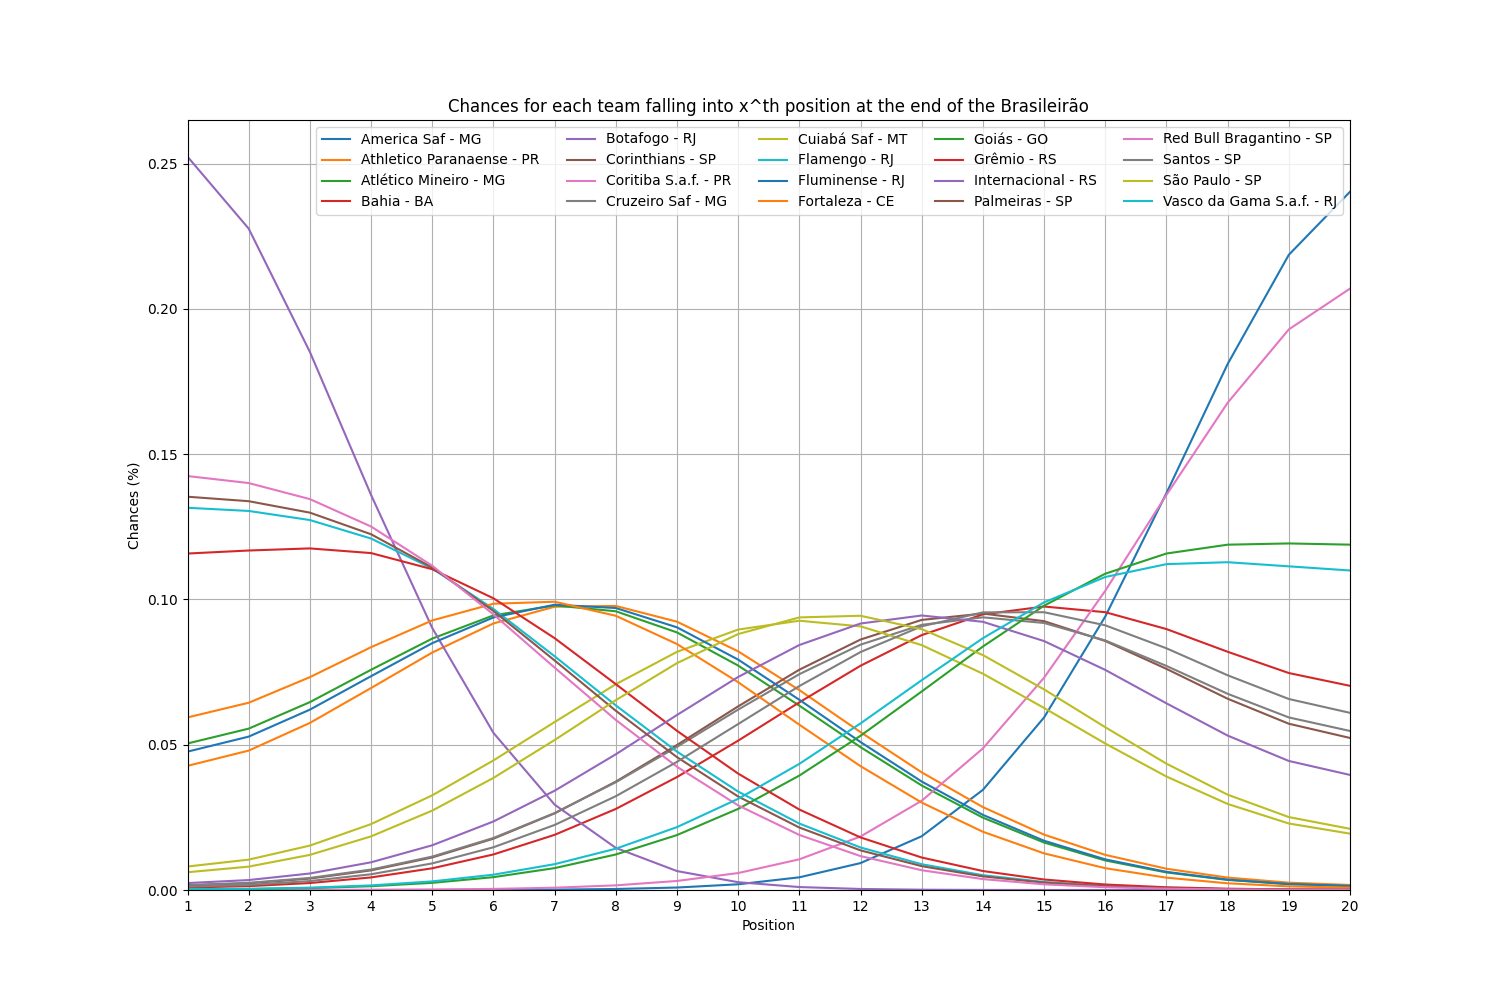 Chances for each team falling into x^th position at the end of the Brasileirão
America Saf - MG
Athletico Paranaense - PR
Atlético Mineiro - MG
Bahia - BA
Botafogo - RJ
Corinthians - SP
Coritiba S.a.f. - PR
Cruzeiro Saf - MG
Cuiabá Saf - MT
Flamengo - RJ
Fluminense - RJ
Fortaleza - CE
Goiás - GO
Grêmio - RS
Internacional - RS
Palmeiras - SP
Red Bull Bragantino - SP
Santos - SP
São Paulo - SP
Vasco da Gama S.a.f. - RJ
Chances (%)
0.25
0.20
0.15
0.10
0.05
0.00
1 2 3 4 5 6 7 8 9 10 11 12 13 14 15 16 17 18 19 20
Position